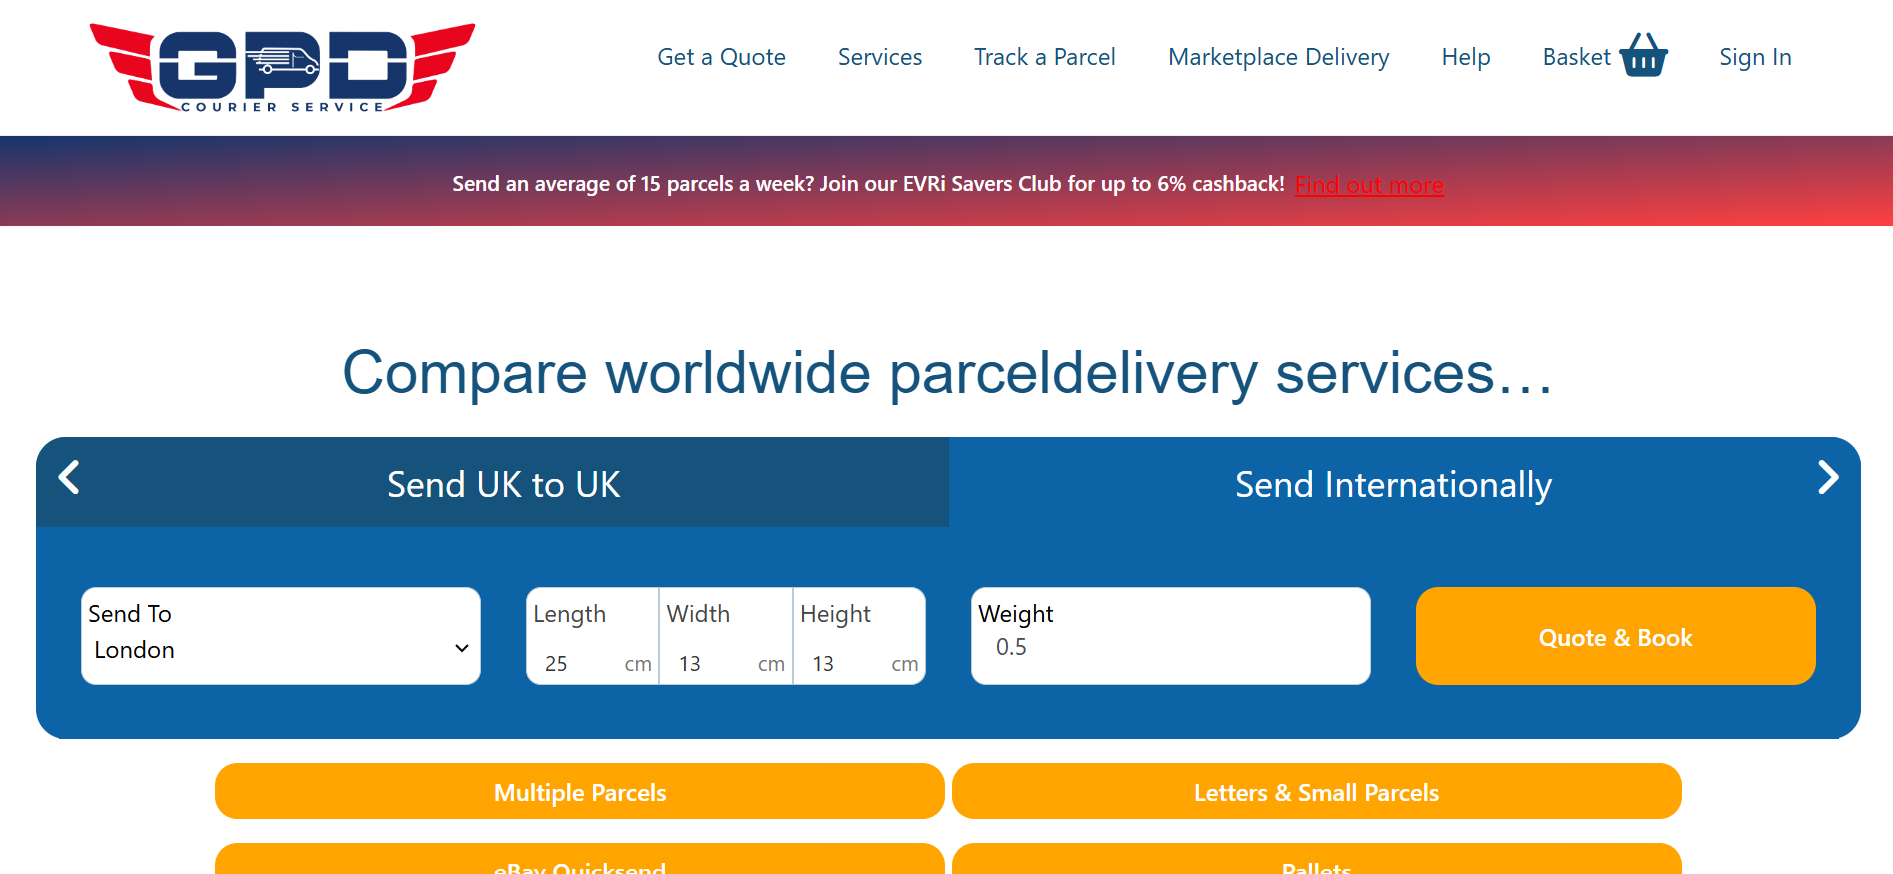 GPD
COURIER SERVICE
Get a Quote
Services
Track a Parcel
Marketplace Delivery
Help
Basket
Sign In
Send an average of 15 parcels a week? Join our EVRi Savers Club for up to 6% cashback! Find out more
Compare worldwide parceldelivery services...
Send UK to UK
Send Internationally
Send To
London
Length
25 cm
Width
13 cm
Height
13 cm
Weight
0.5
Quote & Book
Multiple Parcels
Letters & Small Parcels
eBay Quicksend
Pallets